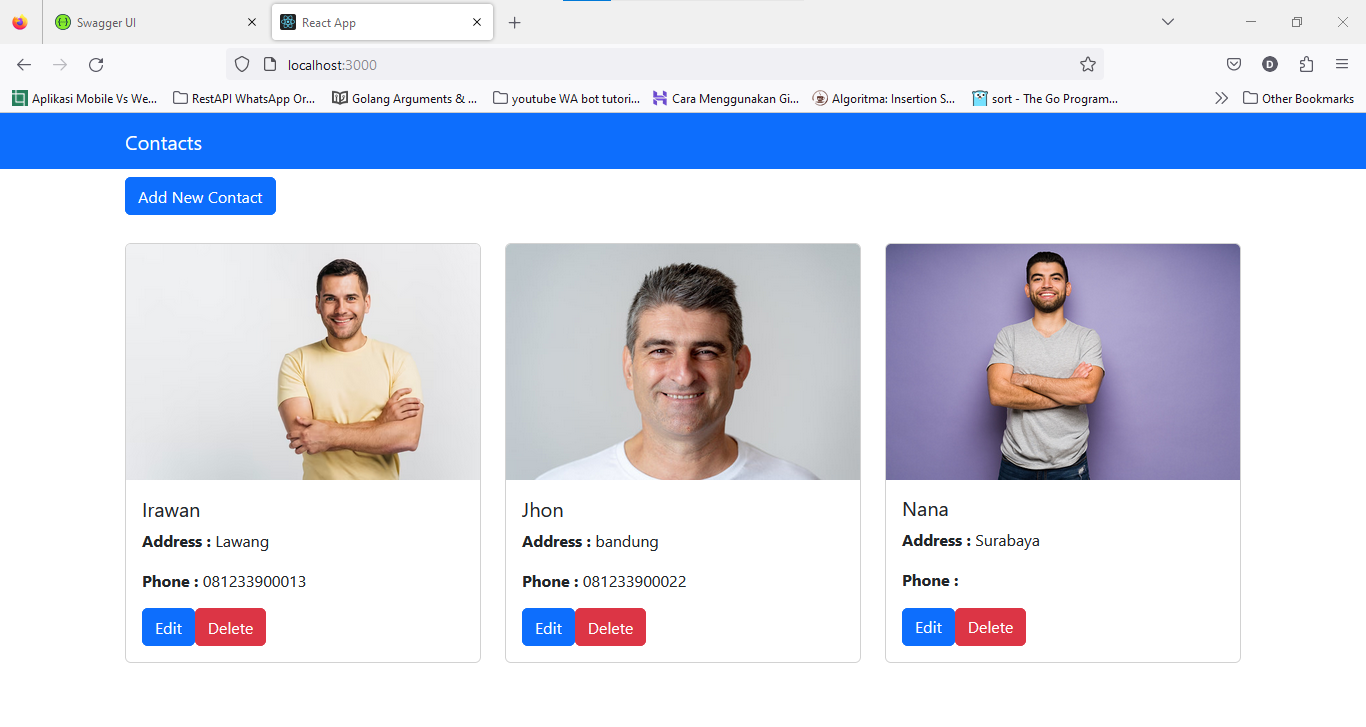 Swagger UI
React App
localhost:3000
Aplikasi Mobile Vs We...
RestAPI WhatsApp Or...
Golang Arguments & ...
youtube WA bot tutori...
Cara Menggunakan Gi...
Algoritma: Insertion S...
sort - The Go Program...
Other Bookmarks
D
Contacts
Add New Contact
Irawan
Address : Lawang
Phone : 081233900013
Edit Delete
Jhon
Address : bandung
Phone : 081233900022
Edit Delete
Nana
Address : Surabaya
Phone :
Edit Delete